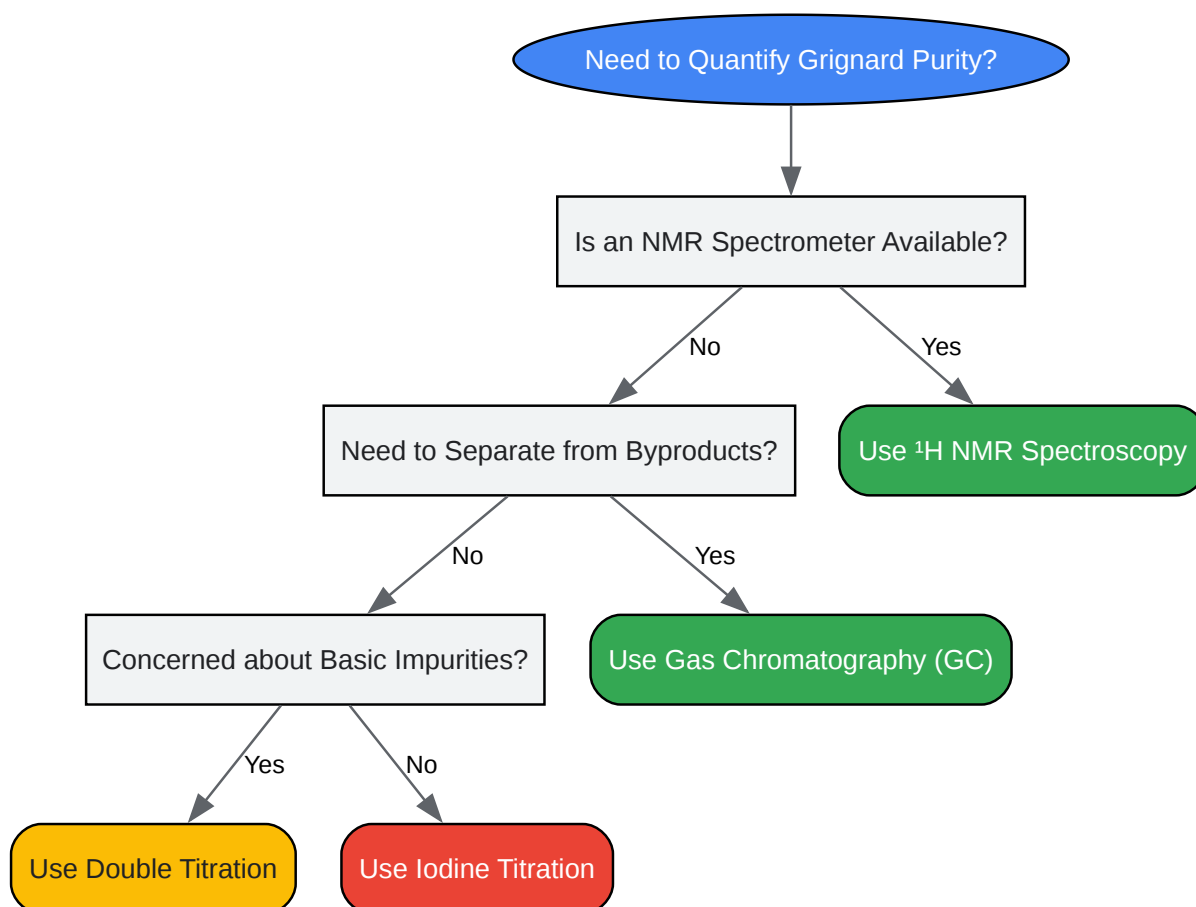 Need to Quantify Grignard Purity?
Is an NMR Spectrometer Available?
No
Yes
Need to Separate from Byproducts?
Use ¹H NMR Spectroscopy
No
Yes
Concerned about Basic Impurities?
Use Gas Chromatography (GC)
Yes
No
Use Double Titration
Use Iodine Titration